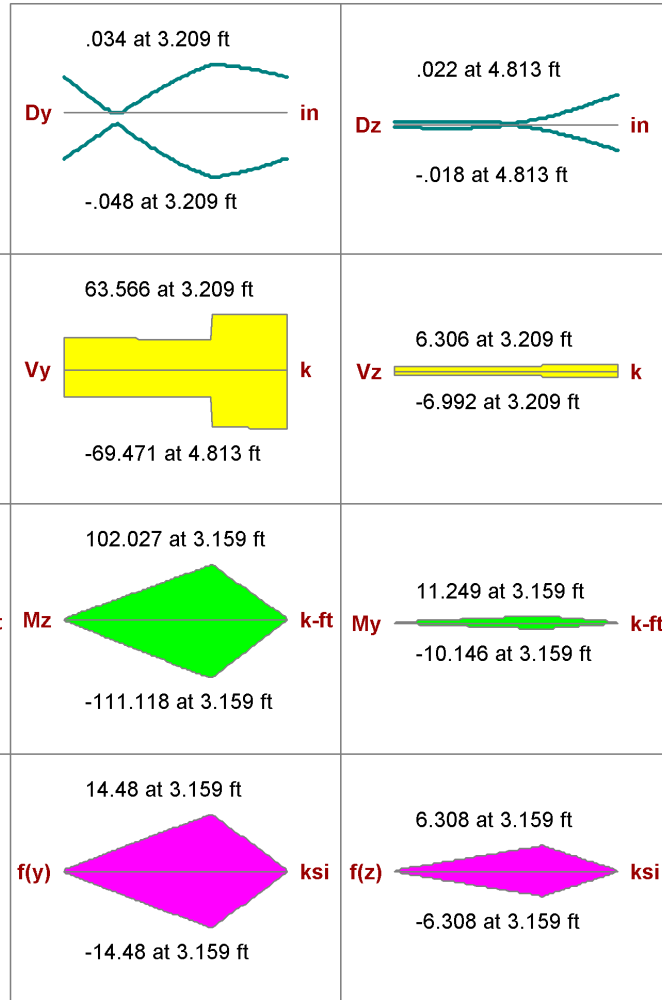 .034 at 3.209 ft
Dy in
-.048 at 3.209 ft
.022 at 4.813 ft
Dz in
-.018 at 4.813 ft
63.566 at 3.209 ft
Vy k
-69.471 at 4.813 ft
6.306 at 3.209 ft
Vz k
-6.992 at 3.209 ft
102.027 at 3.159 ft
Mz k-ft
-111.118 at 3.159 ft
11.249 at 3.159 ft
My k-ft
-10.146 at 3.159 ft
14.48 at 3.159 ft
f(y) ksi
-14.48 at 3.159 ft
6.308 at 3.159 ft
f(z) ksi
-6.308 at 3.159 ft